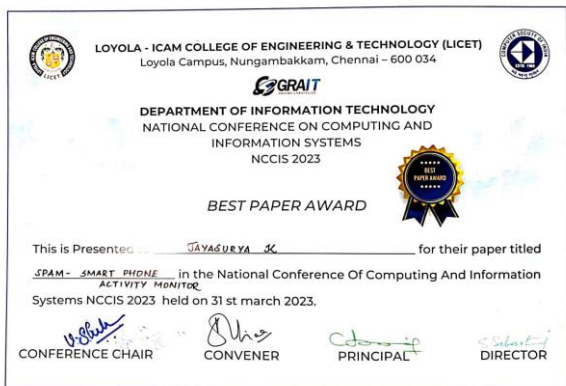 LOYOLA - ICAM COLLEGE OF ENGINEERING & TECHNOLOGY (LICET)
Loyola Campus, Nungambakkam, Chennai – 600 034
GRAIT
DEPARTMENT OF INFORMATION TECHNOLOGY
NATIONAL CONFERENCE ON COMPUTING AND
INFORMATION SYSTEMS
NCCIS 2023
BEST
PAPER AWARD
BEST PAPER AWARD
This is Presented JAYASURYA K for their paper titled
SPAM- SMART PHONE in the National Conference Of Computing And Information
ACTIVITY MONITOR
Systems NCCIS 2023 held on 31 st march 2023.
CONFERENCE CHAIR CONVENER PRINCIPAL DIRECTOR